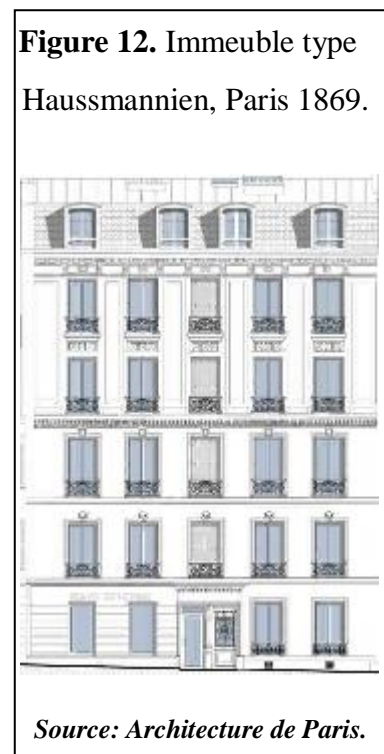 Figure 12. Immeuble type
Haussmannien, Paris 1869.
Source: Architecture de Paris.